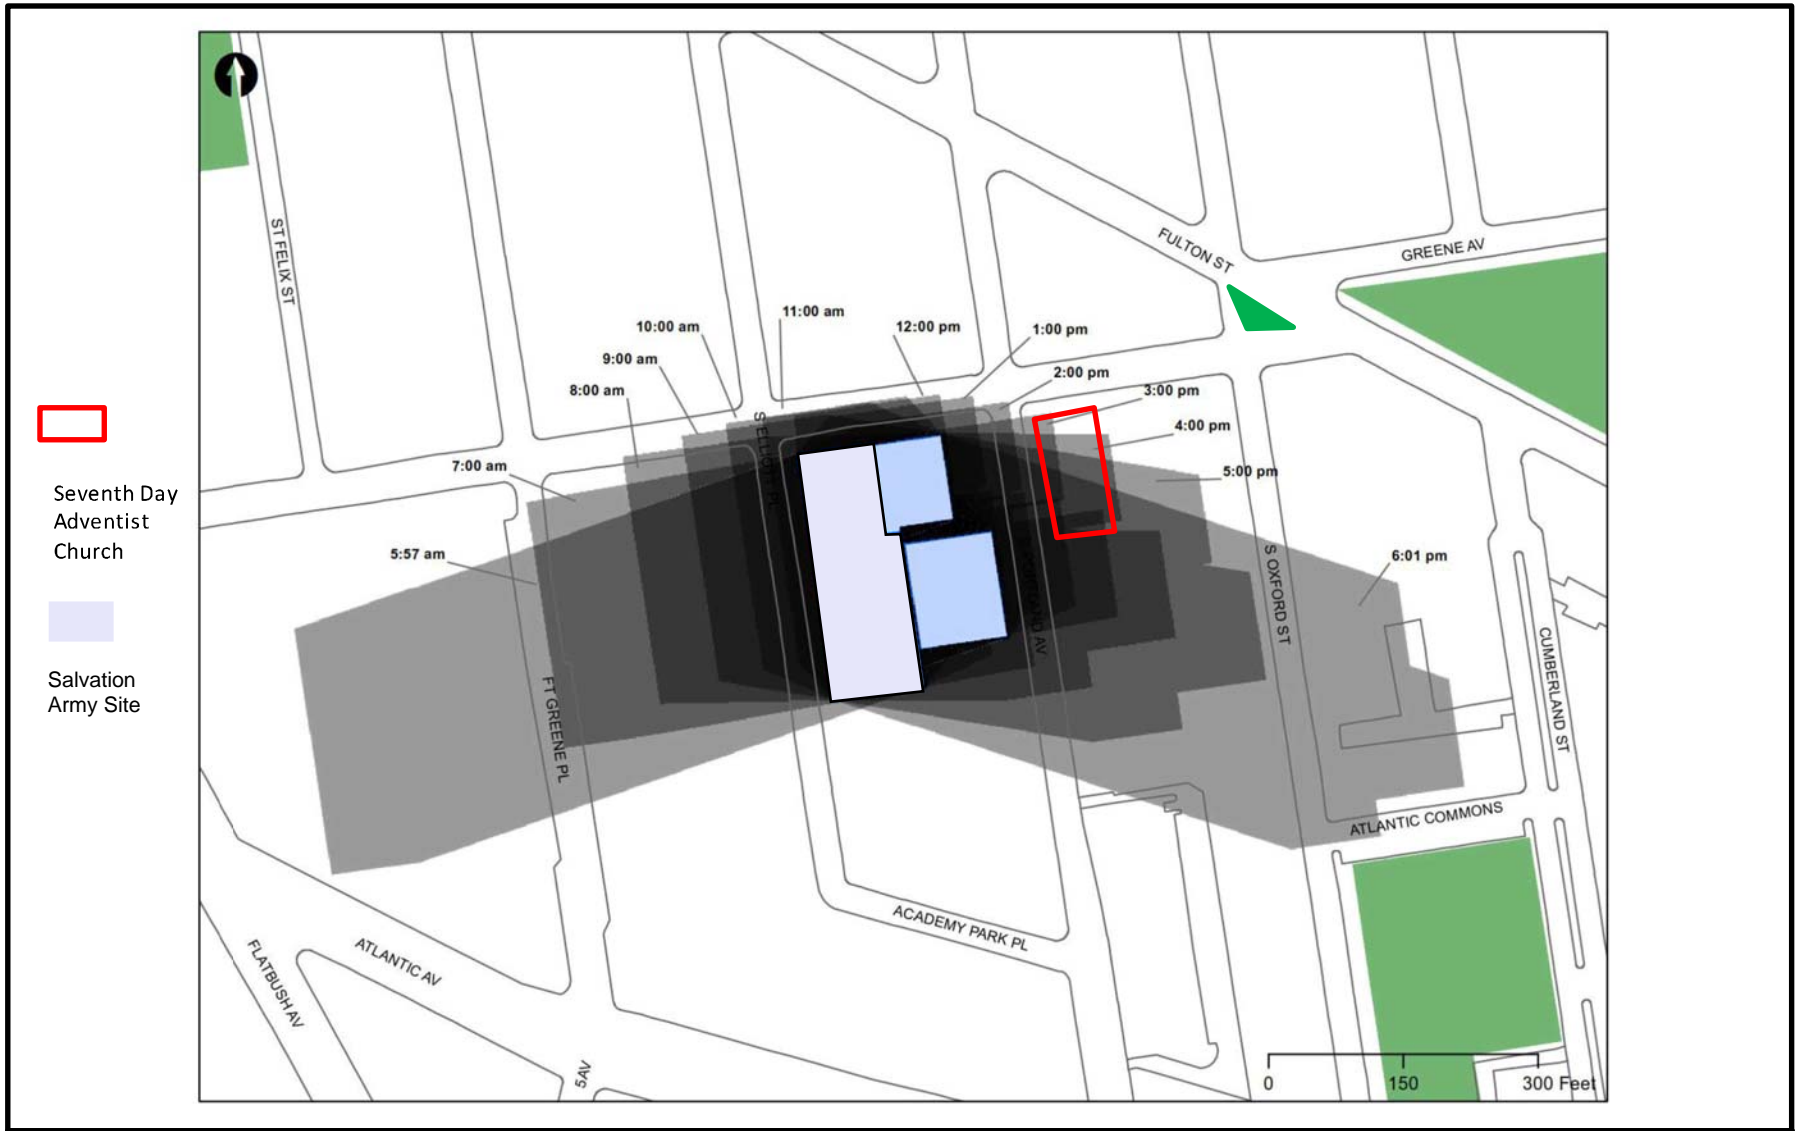 ST FELIX ST
FULTON ST
GREENE AV
11:00 am
10:00 am
12:00 pm
1:00 pm
9:00 am
2:00 pm
8:00 am
3:00 pm
4:00 pm
7:00 am
5:00 pm
S ELLIOTT PL
Seventh Day
Adventist
Church
5:57 am
6:01 pm
S OXFORD ST
CUMBERLAND ST
Salvation
Army Site
FT GREENE PL
ATLANTIC COMMONS
ACADEMY PARK PL
ATLANTIC AV
FLATBUSH AV
5 AV
0 150 300 Feet